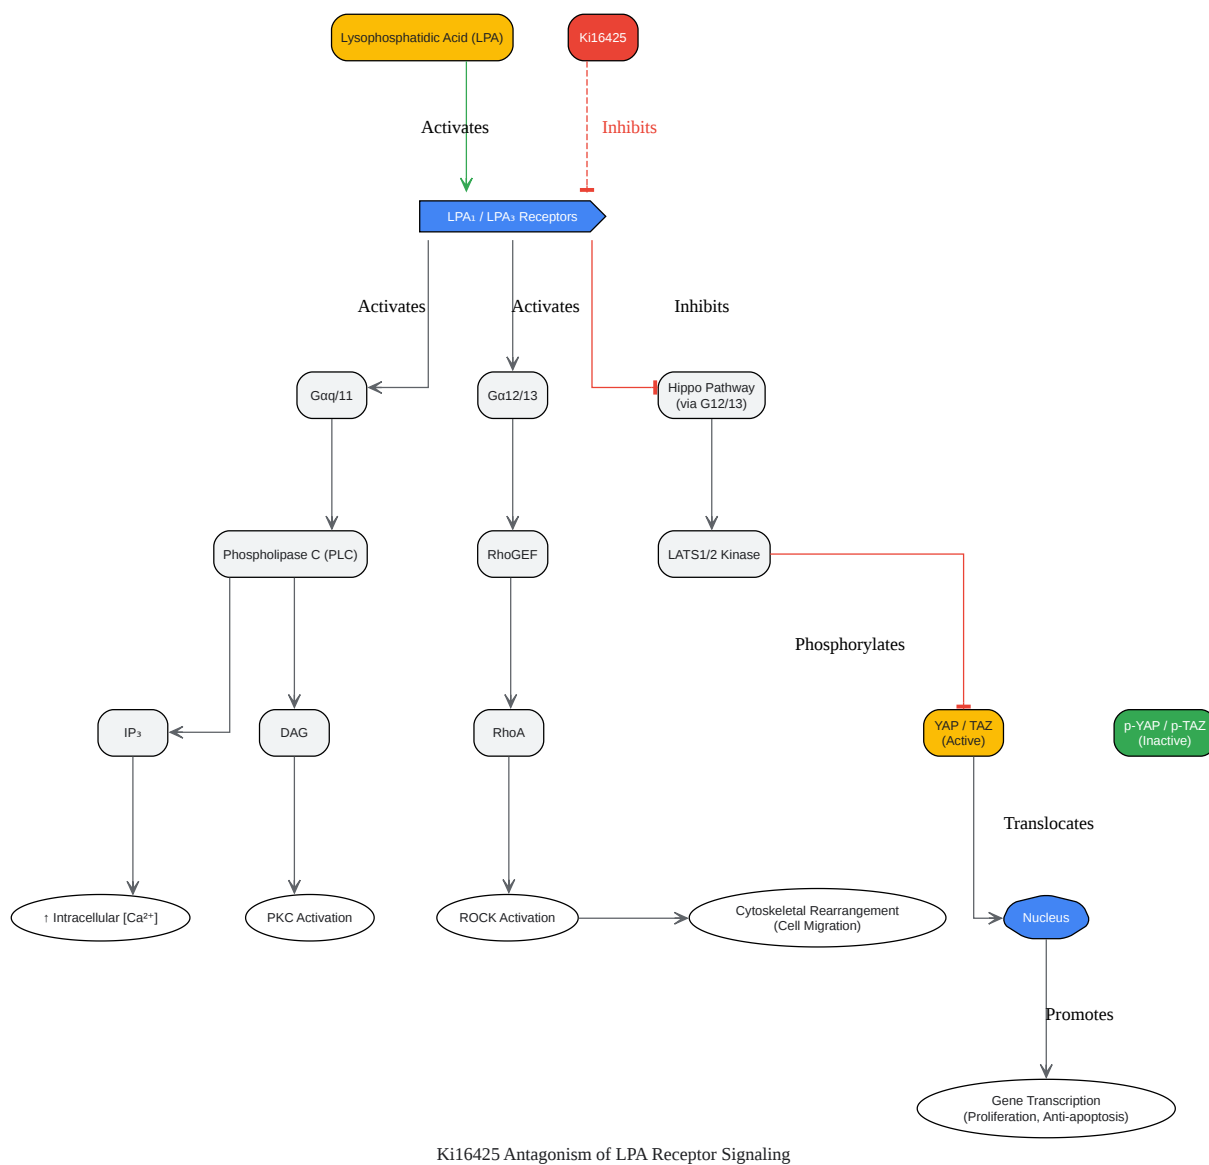 Lysophosphatidic Acid (LPA)
Ki16425
Activates
Inhibits
LPA₁ / LPA₃ Receptors
Activates
Activates
Inhibits
Gαq/11
Gα12/13
Hippo Pathway
(via G12/13)
Phospholipase C (PLC)
RhoGEF
LATS1/2 Kinase
Phosphorylates
IP₃
DAG
RhoA
YAP / TAZ
(Active)
p-YAP / p-TAZ
(Inactive)
Translocates
↑ Intracellular [Ca²⁺]
PKC Activation
ROCK Activation
Cytoskeletal Rearrangement
(Cell Migration)
Nucleus
Promotes
Gene Transcription
(Proliferation, Anti-apoptosis)
Ki16425 Antagonism of LPA Receptor Signaling